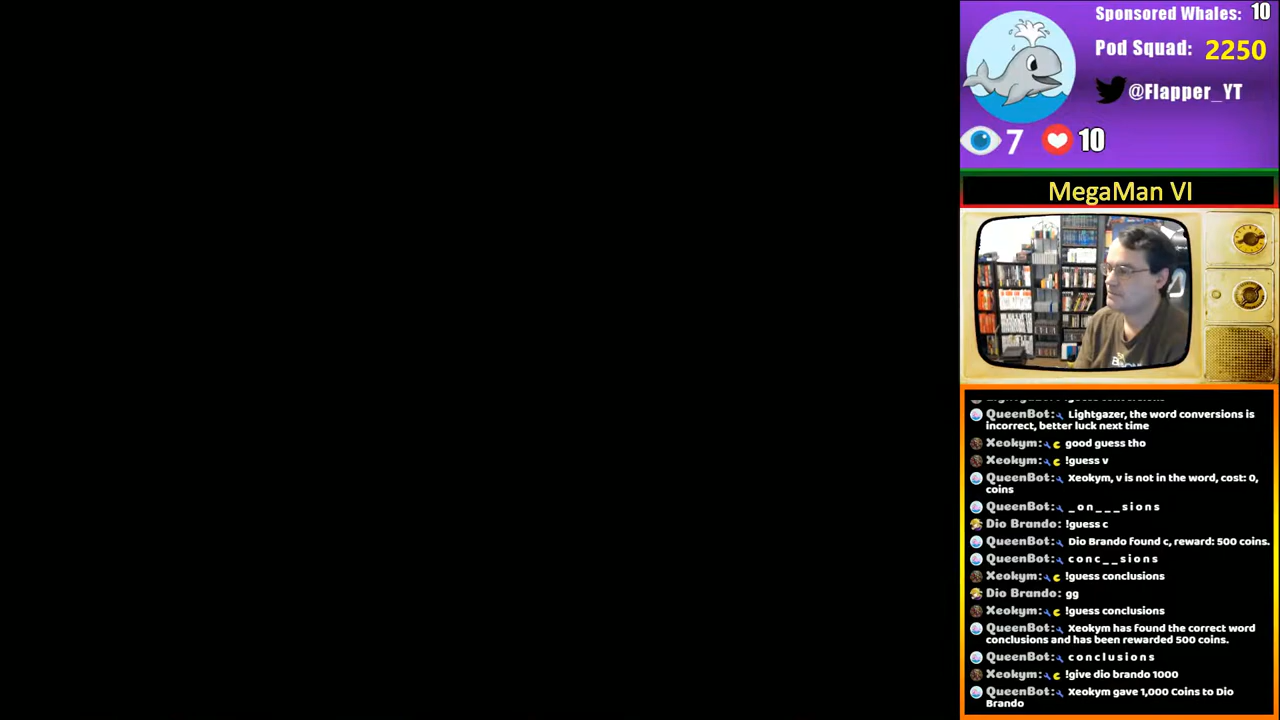 Sponsored Whales: 10
Pod Squad: 2250
@Flapper_YT
7 10
MegaMan VI
QueenBot: Lightgazer, the word conversions is
incorrect, better luck next time
Xeokym: good guess tho
Xeokym: !guess v
QueenBot: Xeokym, v is not in the word, cost: 0,
coins
QueenBot: _ o n _ _ _ s i o n s
Dio Brando: !guess c
QueenBot: Dio Brando found c, reward: 500 coins.
QueenBot: c o n c _ _ s i o n s
Xeokym: !guess conclusions
Dio Brando: gg
Xeokym: !guess conclusions
QueenBot: Xeokym has found the correct word
conclusions and has been rewarded 500 coins.
QueenBot: c o n c l u s i o n s
Xeokym: !give dio brando 1000
QueenBot: Xeokym gave 1,000 Coins to Dio
Brando